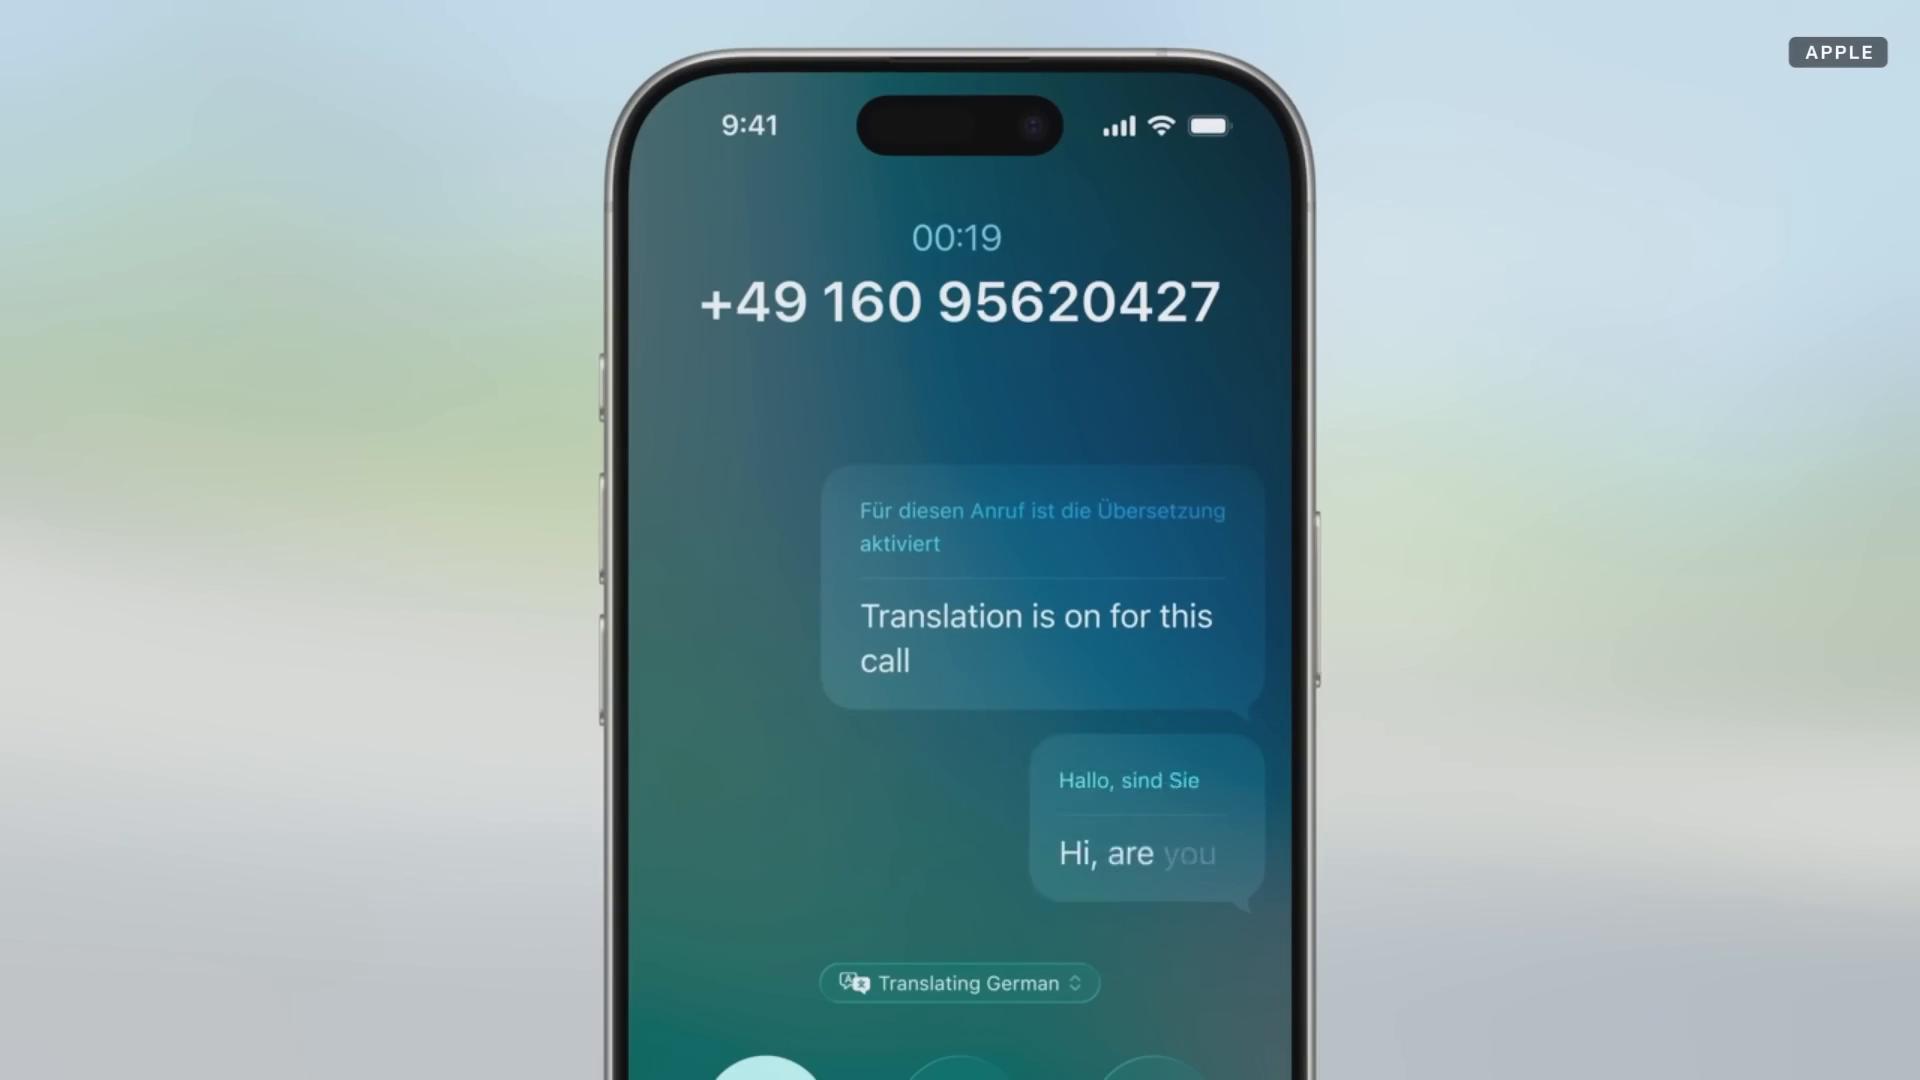 APPLE
9:41
00:19
+49 160 95620427
Für diesen Anruf ist die Übersetzung
aktiviert
Translation is on for this
call
Hallo, sind Sie
Hi, are you
Translating German